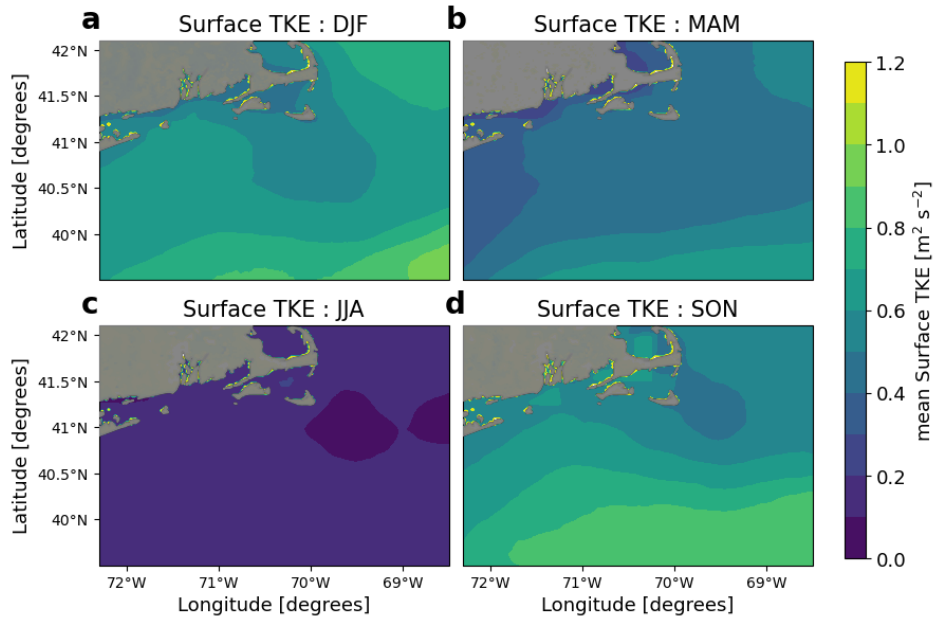 a
Surface TKE : DJF
b
Surface TKE : MAM
42°N
41.5°N
41°N
40.5°N
40°N
Latitude [degrees]
c
Surface TKE : JJA
d
Surface TKE : SON
42°N
41.5°N
41°N
40.5°N
40°N
Latitude [degrees]
72°W 71°W 70°W 69°W
Longitude [degrees]
72°W 71°W 70°W 69°W
Longitude [degrees]
1.2
1.0
0.8
0.6
0.4
0.2
0.0
mean Surface TKE [m² s⁻²]